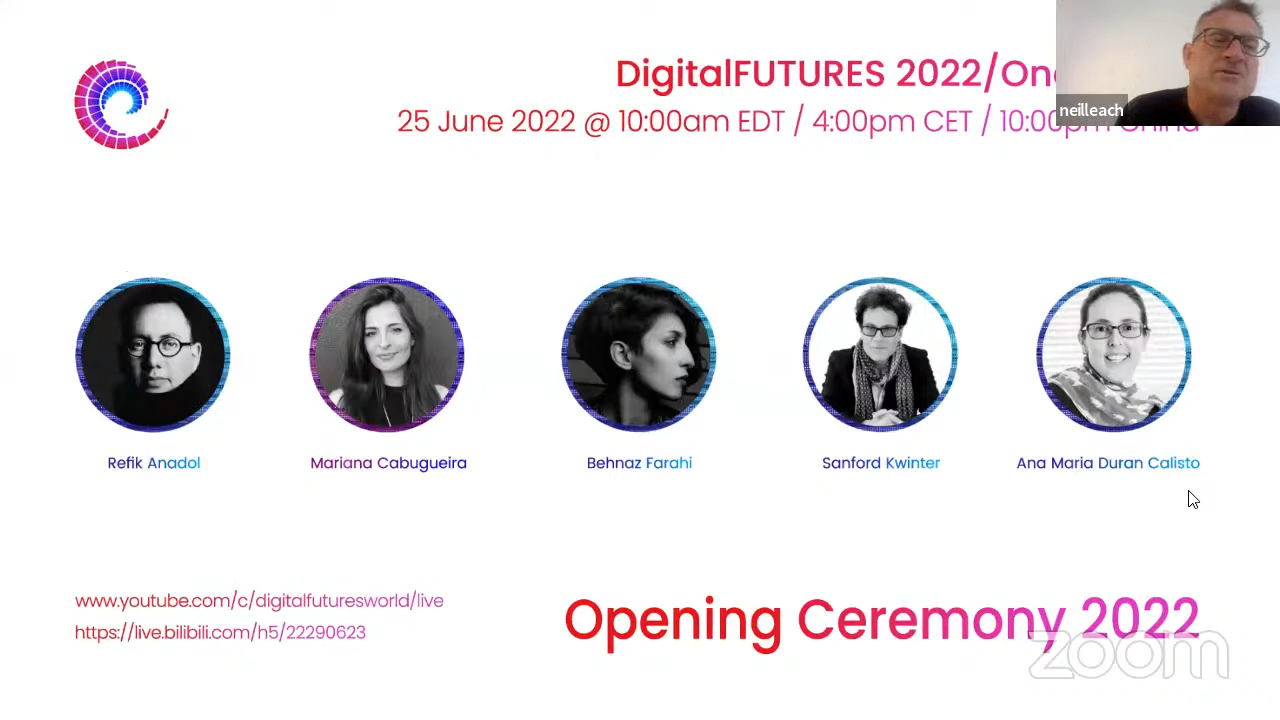 DigitalFUTURES 2022/
25 June 2022 @ 10:00am EDT / 4:00pm CET / 10:00pm China
neilleach
Refik Anadol
Mariana Cabugueira
Behnaz Farahi
Sanford Kwinter
Ana Maria Duran Calisto
www.youtube.com/c/digitalfuturesworld/live
https://live.bilibili.com/h5/22290623
Opening Ceremony 2022
zoom